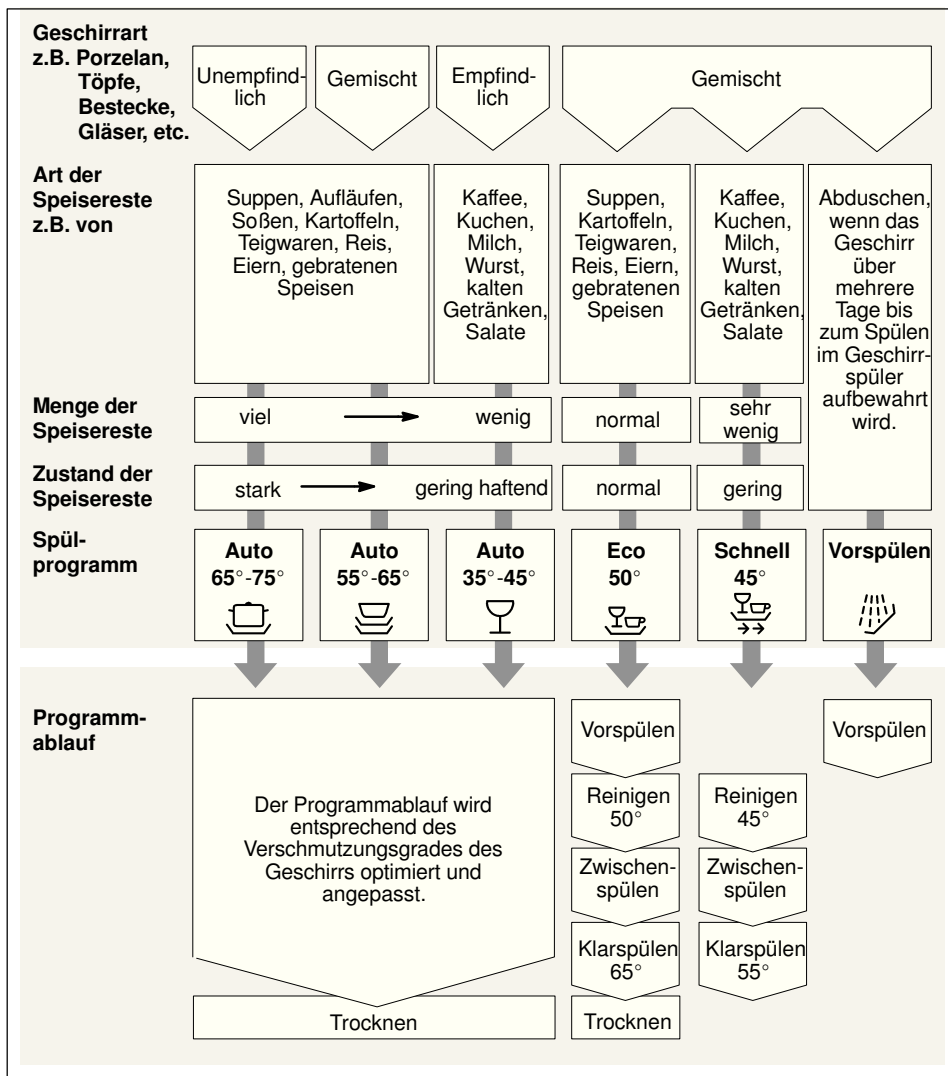 Geschirrart
z.B. Porzelan,
Töpfe,
Bestecke,
Gläser, etc.
Unempfind-
lich
Gemischt
Empfind-
lich
Gemischt
Art der
Speisereste
z.B. von
Suppen, Aufläufen,
Soßen, Kartoffeln,
Teigwaren, Reis,
Eiern, gebratenen
Speisen
Kaffee,
Kuchen,
Milch,
Wurst,
kalten
Getränken,
Salate
Suppen,
Kartoffeln,
Teigwaren,
Reis, Eiern,
gebratenen
Speisen
Kaffee,
Kuchen,
Milch,
Wurst,
kalten
Getränken,
Salate
Abduschen,
wenn das
Geschirr
über
mehrere
Tage bis
zum Spülen
im Geschirr-
spüler
aufbewahrt
wird.
Menge der
Speisereste
viel
wenig
normal
sehr
wenig
Zustand der
Speisereste
stark
gering haftend
normal
gering
Spül-
programm
Auto
65°-75°
Auto
55°-65°
Auto
35°-45°
Eco
50°
Schnell
45°
Vorspülen
Programm-
ablauf
Der Programmablauf wird
entsprechend des
Verschmutzungsgrades des
Geschirrs optimiert und
angepasst.
Trocknen
Vorspülen
Reinigen
50°
Zwischen-
spülen
Klarspülen
65°
Trocknen
Reinigen
45°
Zwischen-
spülen
Klarspülen
55°
Vorspülen